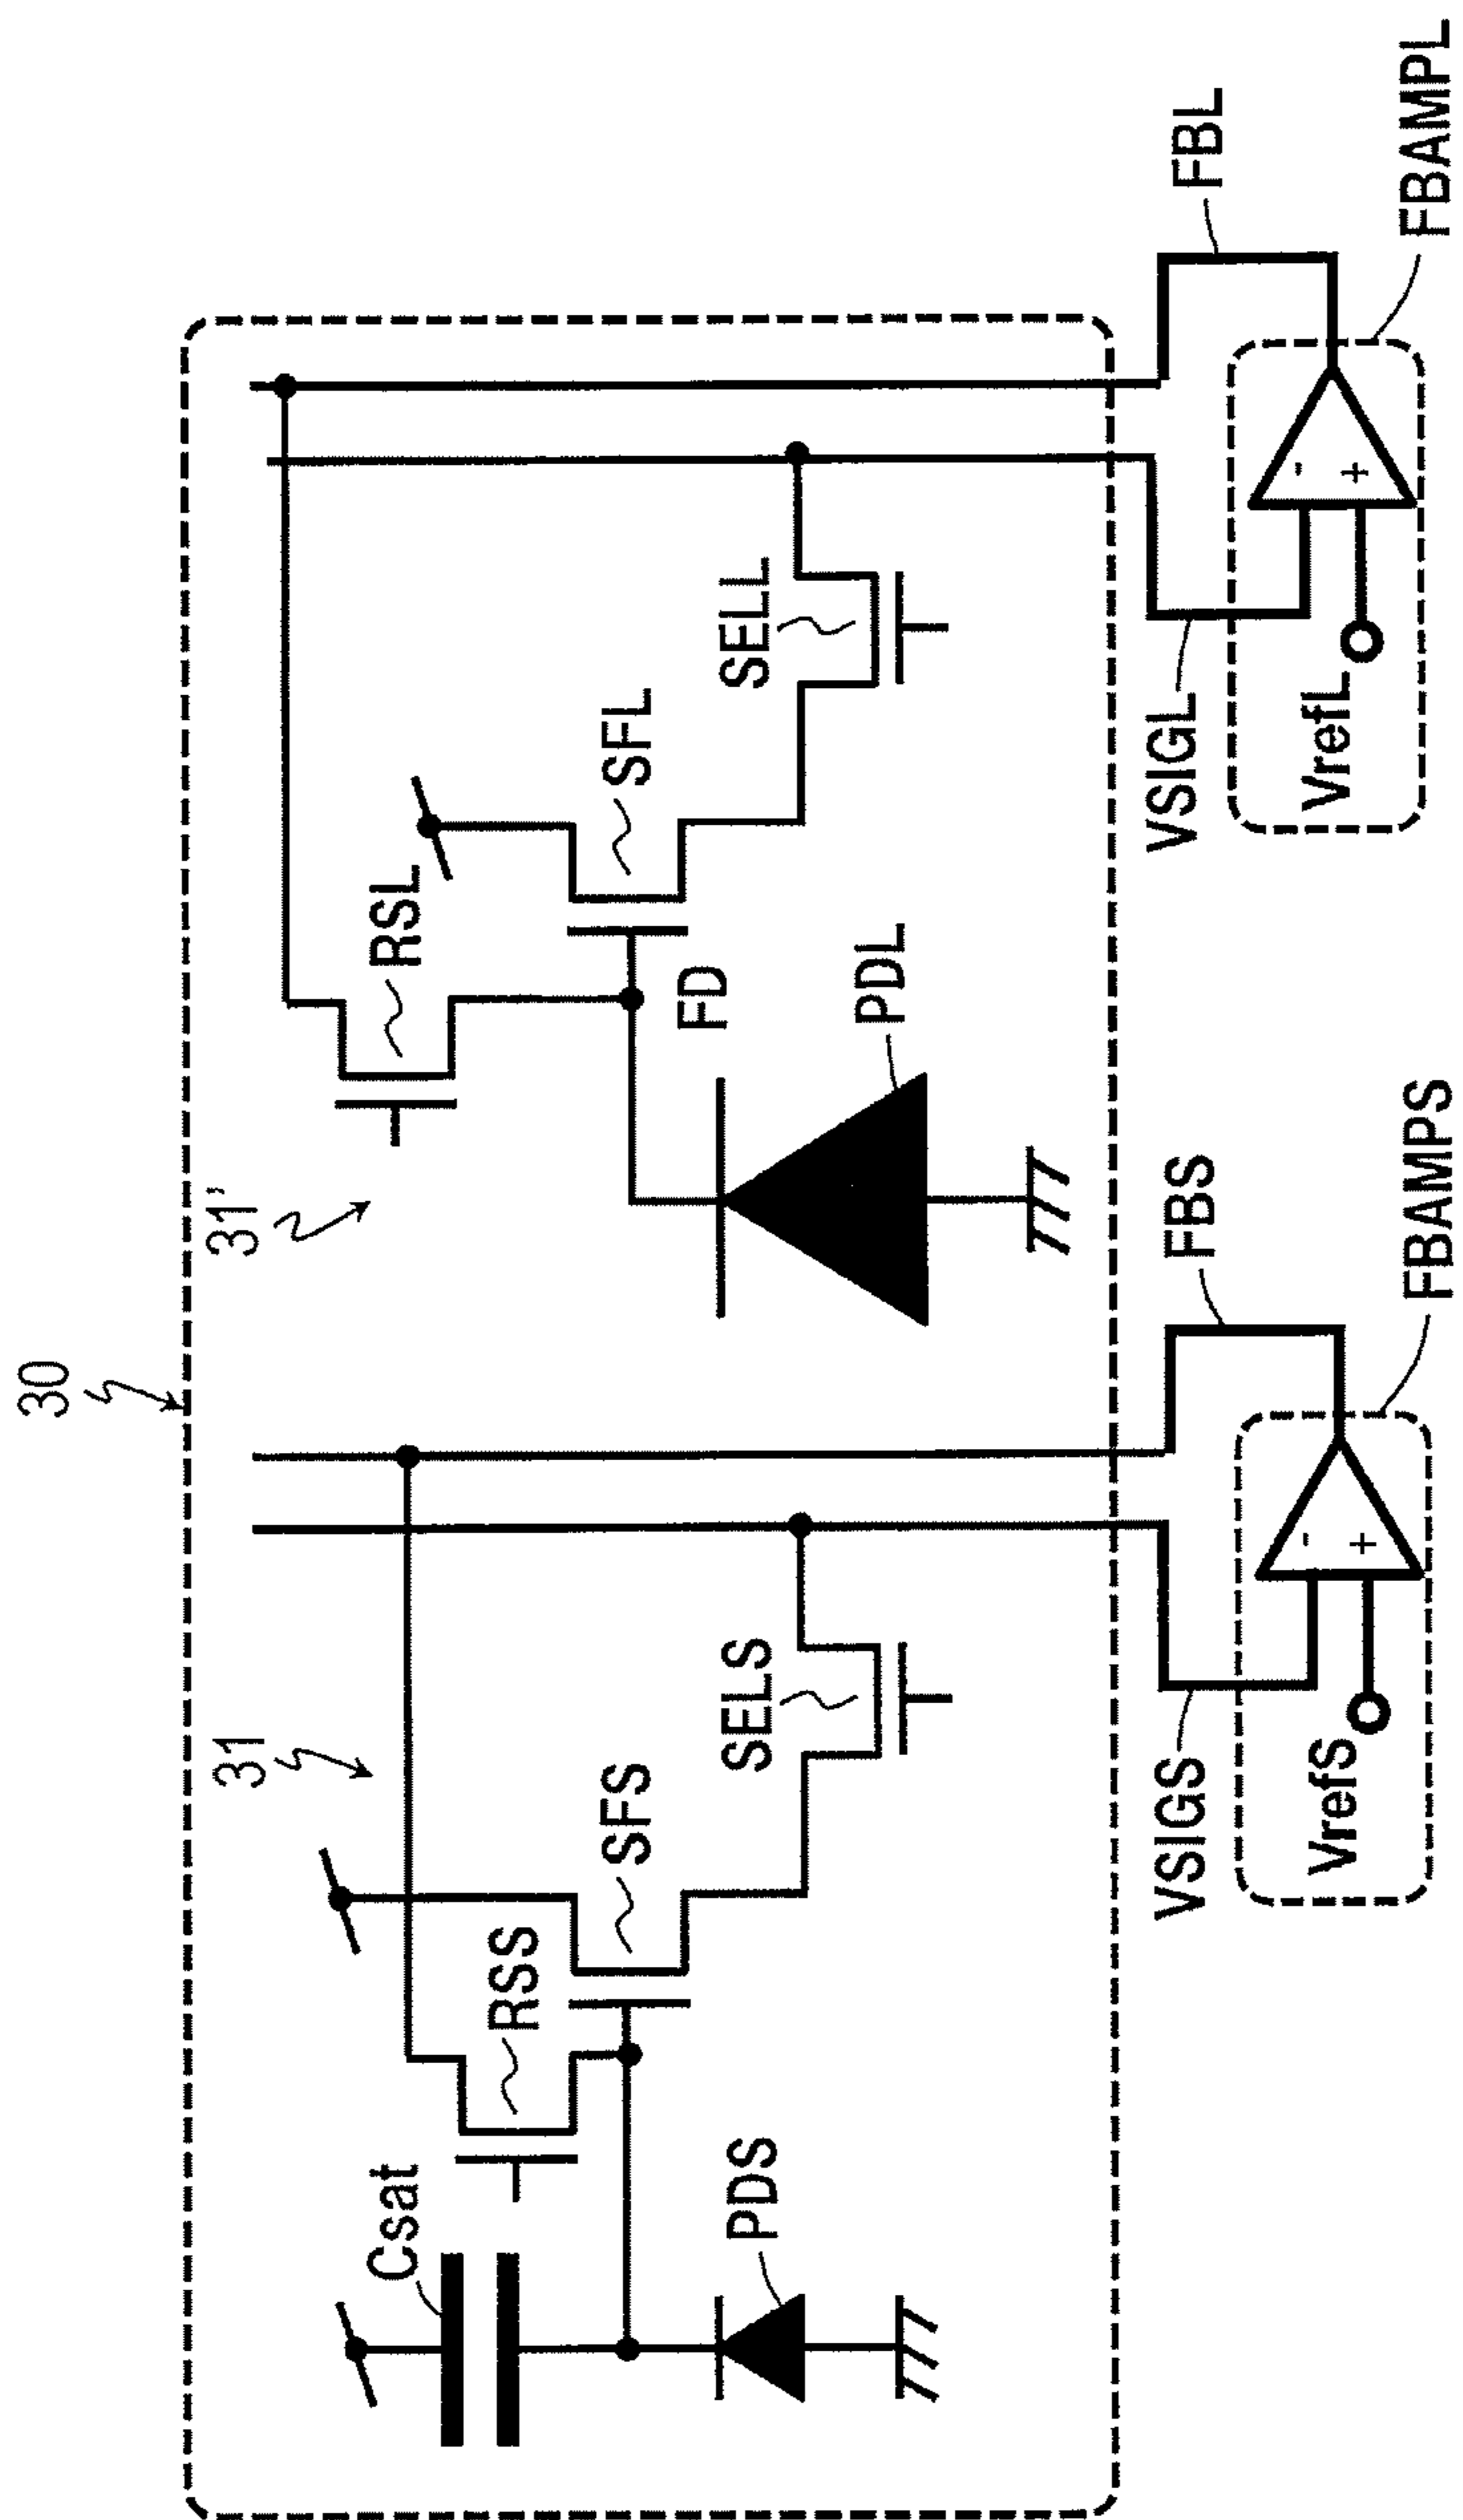 30
31
31'
Csat
RSS
SFS
SELS
PDS
RSL
SFL
SELL
FD
PDL
VSIGS
FBS
VrefS
-
+
FBAMPS
VSIGL
FBL
VrefL
-
+
FBAMPL